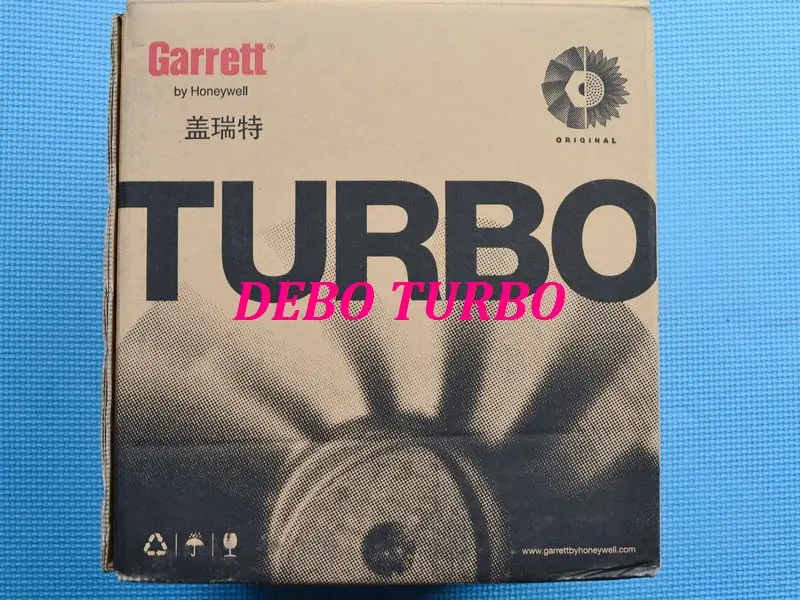 Garrett®
by Honeywell
盖瑞特
ORIGINAL
TURBO
DEBO TURBO
www.garrettbyhoneywell.com